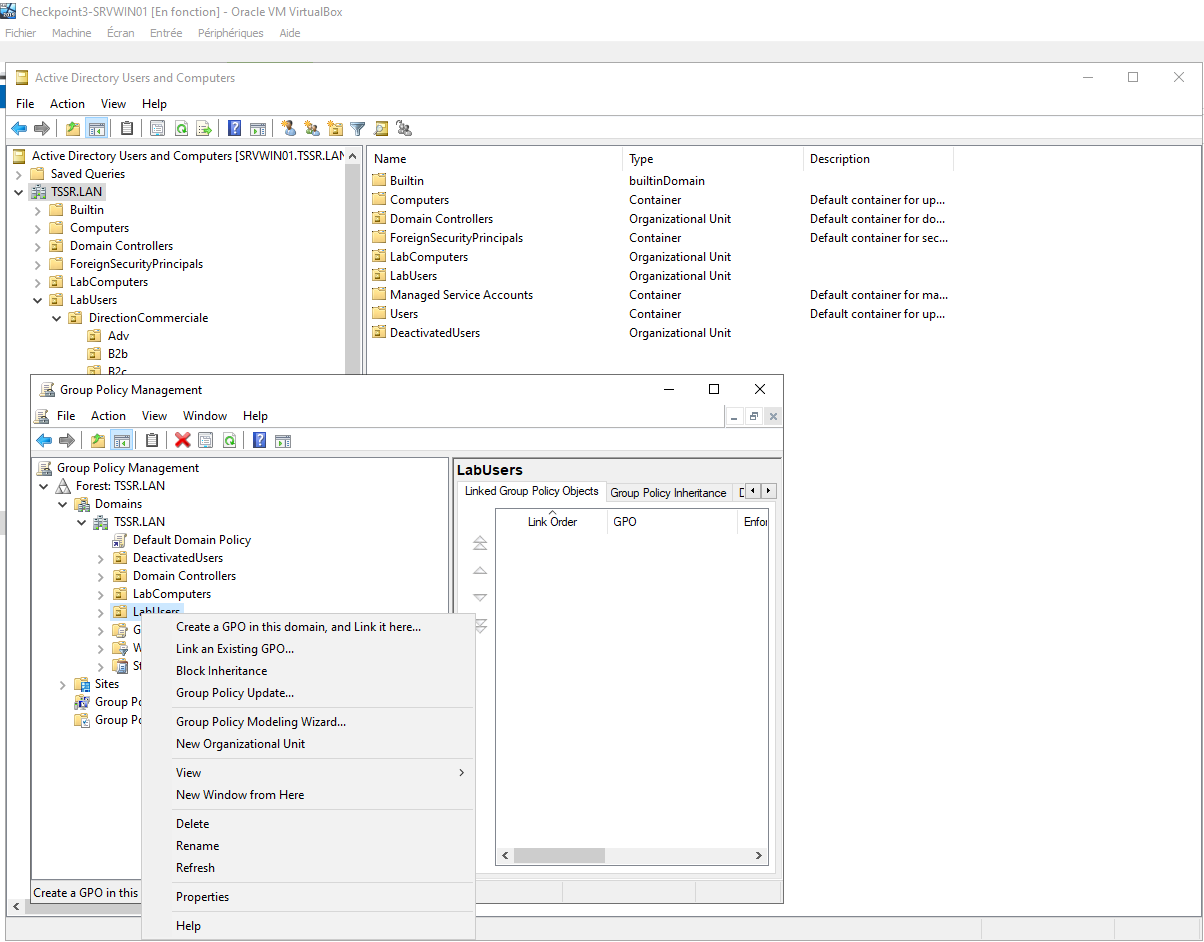 Checkpoint3-SRVWIN01 [En fonction] - Oracle VM VirtualBox
Fichier Machine Écran Entrée Périphériques Aide
Active Directory Users and Computers
File Action View Help
Active Directory Users and Computers [SRVWIN01.TSSR.LAN
Saved Queries
TSSR.LAN
Builtin
Computers
Domain Controllers
ForeignSecurityPrincipals
LabComputers
LabUsers
DirectionCommerciale
Adv
B2b
B2c
Name Type Description
Builtin builtinDomain
Computers Container Default container for up...
Domain Controllers Organizational Unit Default container for do...
ForeignSecurityPrincipals Container Default container for sec...
LabComputers Organizational Unit
LabUsers Organizational Unit
Managed Service Accounts Container Default container for ma...
Users Container Default container for up...
DeactivatedUsers Organizational Unit
Group Policy Management
File Action View Window Help
Group Policy Management
Forest: TSSR.LAN
Domains
TSSR.LAN
Default Domain Policy
DeactivatedUsers
Domain Controllers
LabComputers
LabUsers
G
W
St
Sites
Group Po
Group Po
Create a GPO in this
LabUsers
Linked Group Policy Objects Group Policy Inheritance D
Link Order GPO Enfor
Create a GPO in this domain, and Link it here...
Link an Existing GPO...
Block Inheritance
Group Policy Update...
Group Policy Modeling Wizard...
New Organizational Unit
View
New Window from Here
Delete
Rename
Refresh
Properties
Help